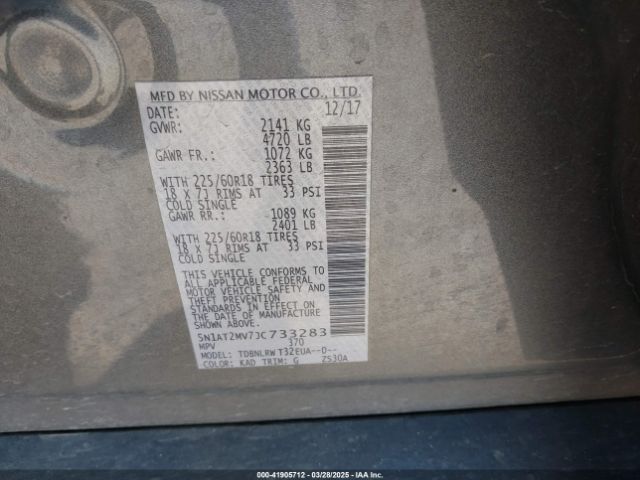 MFD BY NISSAN MOTOR CO., LTD.
DATE: 12/17
GVWR: 2141 KG
4720 LB
GAWR FR.: 1072 KG
2363 LB
WITH 225/60R18 TIRES
18 X 7J RIMS AT 33 PSI
COLD SINGLE
GAWR RR.: 1089 KG
2401 LB
WITH 225/60R18 TIRES
18 X 7J RIMS AT 33 PSI
COLD SINGLE
THIS VEHICLE CONFORMS TO
ALL APPLICABLE FEDERAL
MOTOR VEHICLE SAFETY AND
THEFT PREVENTION
STANDARDS IN EFFECT ON
THE DATE OF MANUFACTURE
SHOWN ABOVE.
5N1AT2MV7JC733283
MPV 370
MODEL: TDBNLRW T32EUA--D--
COLOR: KAD TRIM: G ZS30A
000-41905712 | 03/28/2025 - IAAI, Inc.